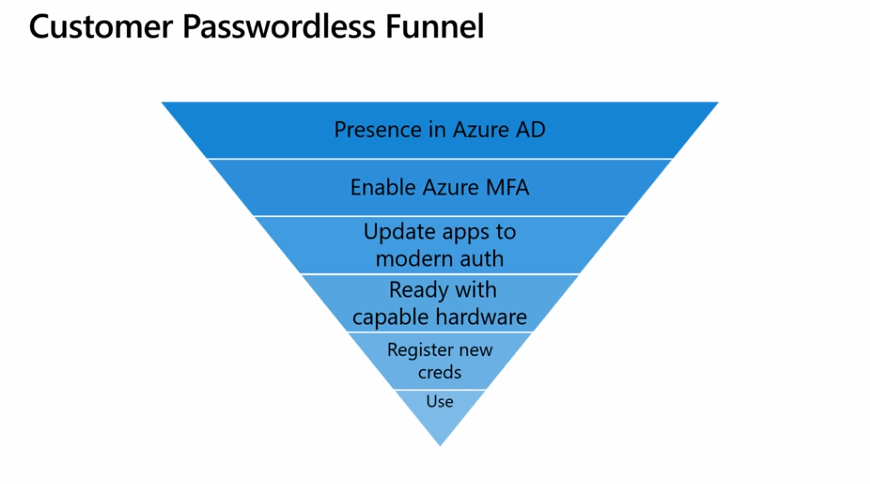 Customer Passwordless Funnel
Presence in Azure AD
Enable Azure MFA
Update apps to
modern auth
Ready with
capable hardware
Register new
creds
Use